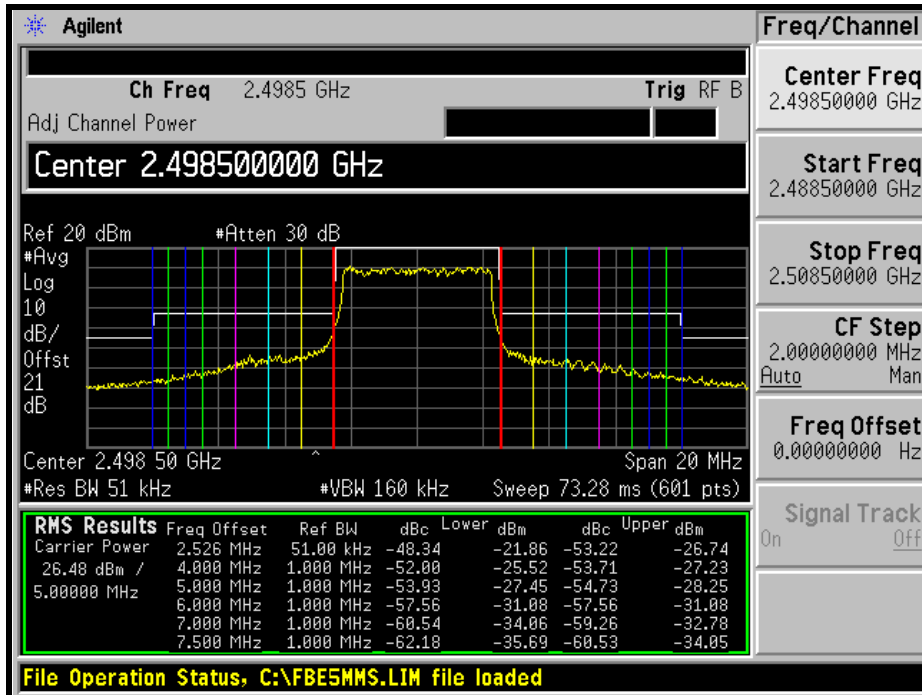 Agilent
Freq/Channel
Ch Freq 2.4985 GHz Trig RF B
Adj Channel Power
Center 2.498500000 GHz
Center Freq
2.49850000 GHz
Start Freq
2.48850000 GHz
Stop Freq
2.50850000 GHz
CF Step
2.00000000 MHz
Auto Man
Freq Offset
0.00000000 Hz
Signal Track
On Off
Ref 20 dBm #Atten 30 dB
#Avg
Log
10
dB/
Offst
21
dB
Center 2.498 50 GHz ^ Span 20 MHz
#Res BW 51 kHz #VBW 160 kHz Sweep 73.28 ms (601 pts)
RMS Results Freq Offset Ref BW dBc Lower dBm dBc Upper dBm
Carrier Power 2.526 MHz 51.00 kHz -48.34 -21.86 -53.22 -26.74
26.48 dBm / 4.000 MHz 1.000 MHz -52.00 -25.52 -53.71 -27.23
5.00000 MHz 5.000 MHz 1.000 MHz -53.93 -27.45 -54.73 -28.25
6.000 MHz 1.000 MHz -57.56 -31.08 -57.56 -31.08
7.000 MHz 1.000 MHz -60.54 -34.06 -59.26 -32.78
7.500 MHz 1.000 MHz -62.18 -35.69 -60.53 -34.05
File Operation Status, C:\FBE5MMS.LIM file loaded